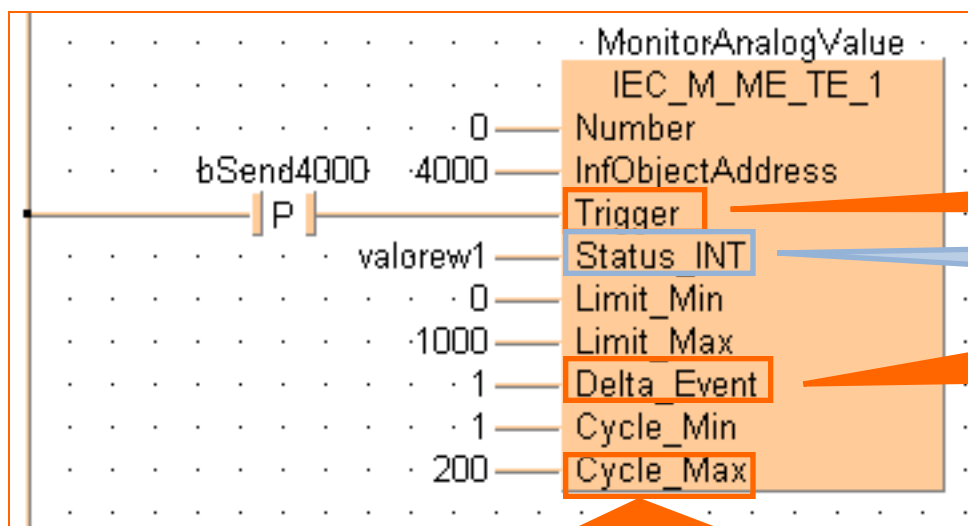 MonitorAnalogValue
IEC_M_ME_TE_1
0 Number
bSend4000 4000 InfObjectAddress
P Trigger
valorew1 Status_INT
0 Limit_Min
1000 Limit_Max
1 Delta_Event
1 Cycle_Min
200 Cycle_Max